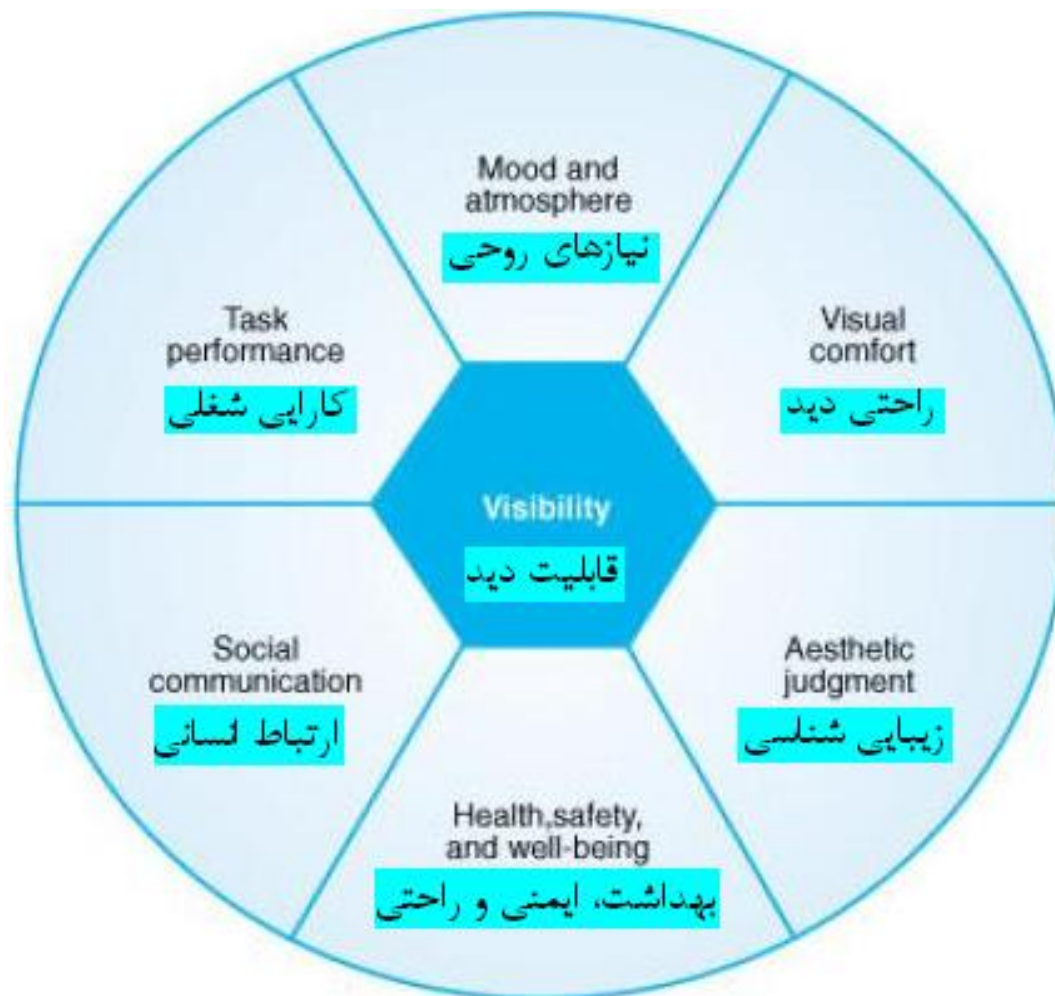 Mood and
atmosphere
نیازهای روحی
Task
performance
کارایی شغلی
Visual
comfort
راحتی دید
Visibility
قابلیت دید
Social
communication
ارتباط انسانی
Aesthetic
judgment
زیبایی شناسی
Health,safety,
and well-being
بهداشت، ایمنی و راحتی